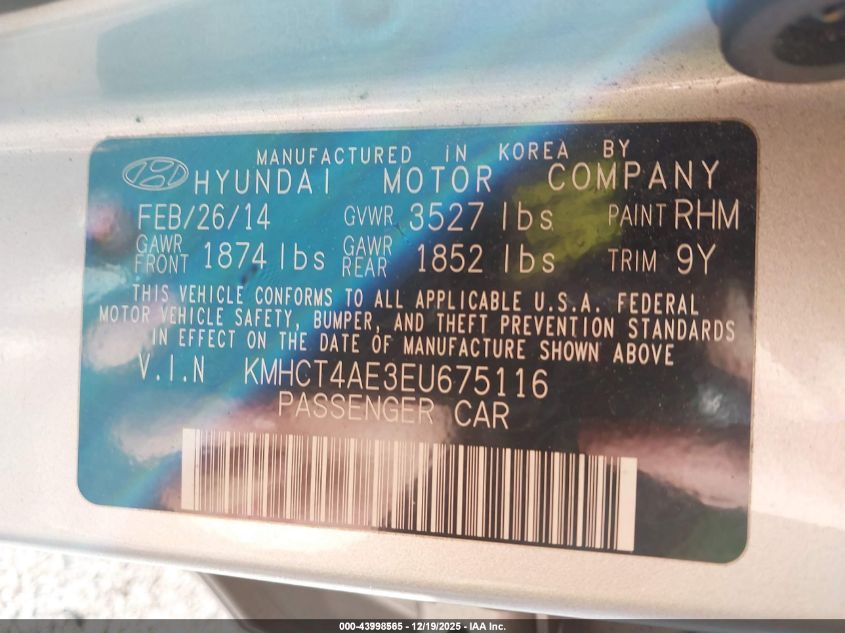 MANUFACTURED IN KOREA BY
HYUNDAI MOTOR COMPANY
FEB/26/14 GVWR 3527 lbs PAINT RHM
GAWR FRONT 1874 lbs GAWR REAR 1852 lbs TRIM 9Y
THIS VEHICLE CONFORMS TO ALL APPLICABLE U.S.A. FEDERAL
MOTOR VEHICLE SAFETY, BUMPER, AND THEFT PREVENTION STANDARDS
IN EFFECT ON THE DATE OF MANUFACTURE SHOWN ABOVE
V.I.N KMHCT4AE3EU675116
PASSENGER CAR
000-43998565 - 12/19/2025 - IAA Inc.